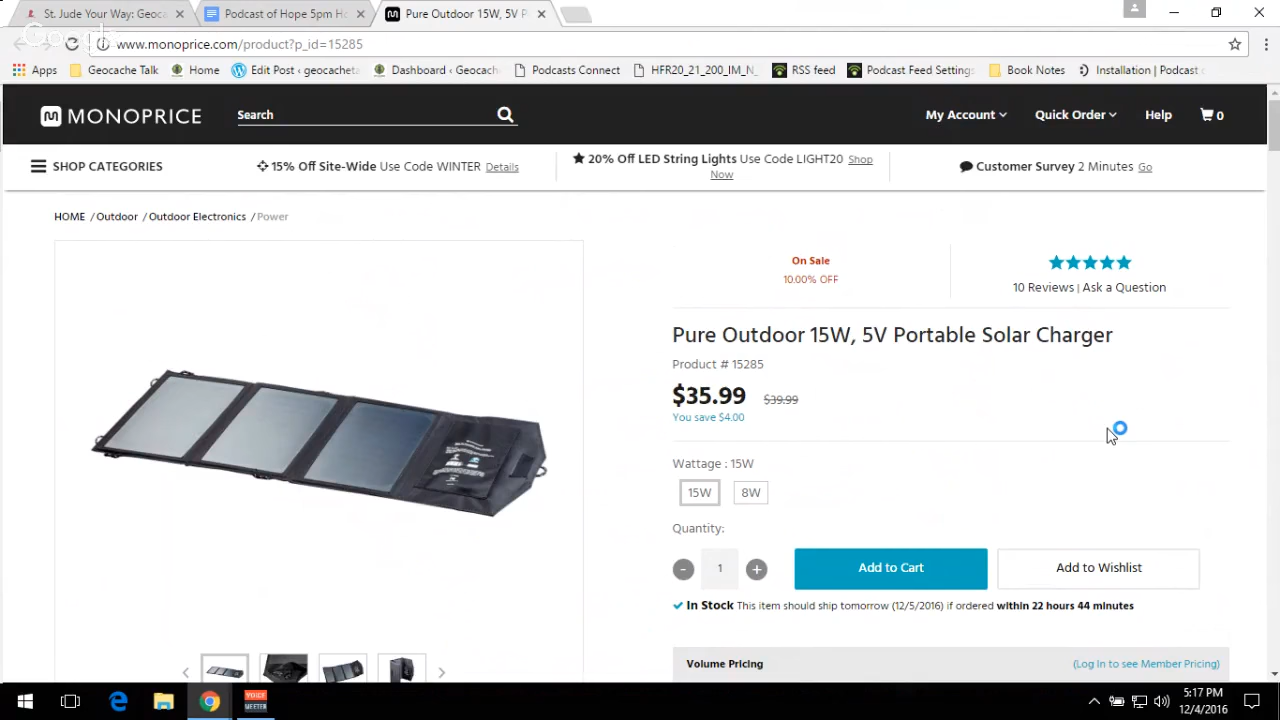 St. Jude Your Way: Geoca
Podcast of Hope 5pm Ho
Pure Outdoor 15W, 5V P
www.monoprice.com/product?p_id=15285
Apps Geocache Talk Home Edit Post ‹ geocacheta Dashboard ‹ Geocach Podcasts Connect HFR20_21_200_IM_N_ RSS feed Podcast Feed Settings Book Notes Installation | Podcast
MONOPRICE Search My Account Quick Order Help 0
SHOP CATEGORIES 15% Off Site-Wide Use Code WINTER Details
20% Off LED String Lights Use Code LIGHT20 Shop
Now
Customer Survey 2 Minutes Go
HOME / Outdoor / Outdoor Electronics / Power
On Sale
10.00% OFF
10 Reviews | Ask a Question
Pure Outdoor 15W, 5V Portable Solar Charger
Product # 15285
$35.99 $39.99
You save $4.00
Wattage : 15W
15W 8W
Quantity:
- 1 + Add to Cart Add to Wishlist
In Stock This item should ship tomorrow (12/5/2016) if ordered within 22 hours 44 minutes
Volume Pricing (Log In to see Member Pricing)
VOICE
MEETER
5:17 PM
12/4/2016